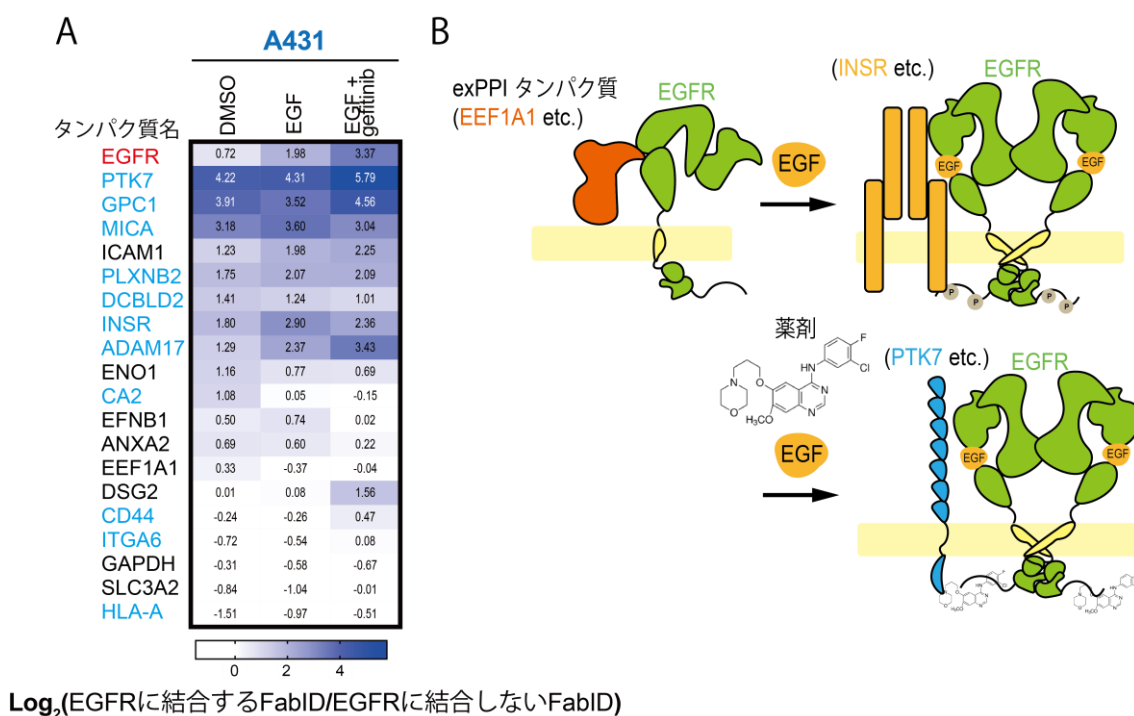 A
A431
DMSO EGF EGF + gefitinib
タンパク質名
EGFR 0.72 1.98 3.37
PTK7 4.22 4.31 5.79
GPC1 3.91 3.52 4.56
MICA 3.18 3.60 3.04
ICAM1 1.23 1.98 2.25
PLXNB2 1.75 2.07 2.09
DCBLD2 1.41 1.24 1.01
INSR 1.80 2.90 2.36
ADAM17 1.29 2.37 3.43
ENO1 1.16 0.77 0.69
CA2 1.08 0.05 -0.15
EFNB1 0.50 0.74 0.02
ANXA2 0.69 0.60 0.22
EEF1A1 0.33 -0.37 -0.04
DSG2 0.01 0.08 1.56
CD44 -0.24 -0.26 0.47
ITGA6 -0.72 -0.54 0.08
GAPDH -0.31 -0.58 -0.67
SLC3A2 -0.84 -1.04 -0.01
HLA-A -1.51 -0.97 -0.51
0 2 4
Log₂(EGFRに結合するFabID/EGFRに結合しないFabID)
B
exPPI タンパク質
(EEF1A1 etc.)
EGFR
EGF
(INSR etc.)
EGFR
EGF
EGF
P
P
P
P
薬剤
F
HN
Cl
N
O
N
O
H₃CO
N
EGF
(PTK7 etc.)
EGFR
EGF
EGF